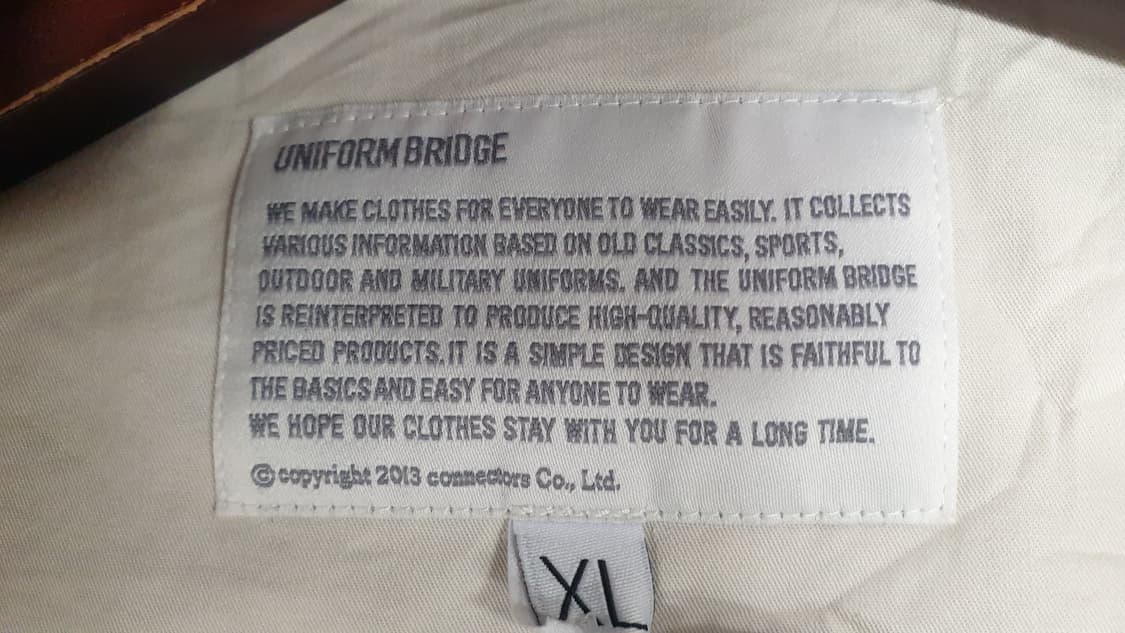 UNIFORM BRIDGE
WE MAKE CLOTHES FOR EVERYONE TO WEAR EASILY. IT COLLECTS
VARIOUS INFORMATION BASED ON OLD CLASSICS, SPORTS,
OUTDOOR AND MILITARY UNIFORMS. AND THE UNIFORM BRIDGE
IS REINTERPRETED TO PRODUCE HIGH-QUALITY, REASONABLY
PRICED PRODUCTS. IT IS A SIMPLE DESIGN THAT IS FAITHFUL TO
THE BASICS AND EASY FOR ANYONE TO WEAR.
WE HOPE OUR CLOTHES STAY WITH YOU FOR A LONG TIME.
© copyright 2013 connectors Co., Ltd.
XL